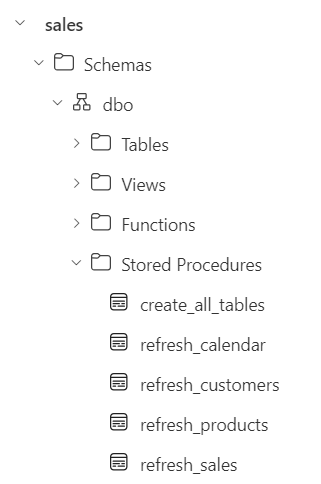 sales
Schemas
dbo
Tables
Views
Functions
Stored Procedures
create_all_tables
refresh_calendar
refresh_customers
refresh_products
refresh_sales